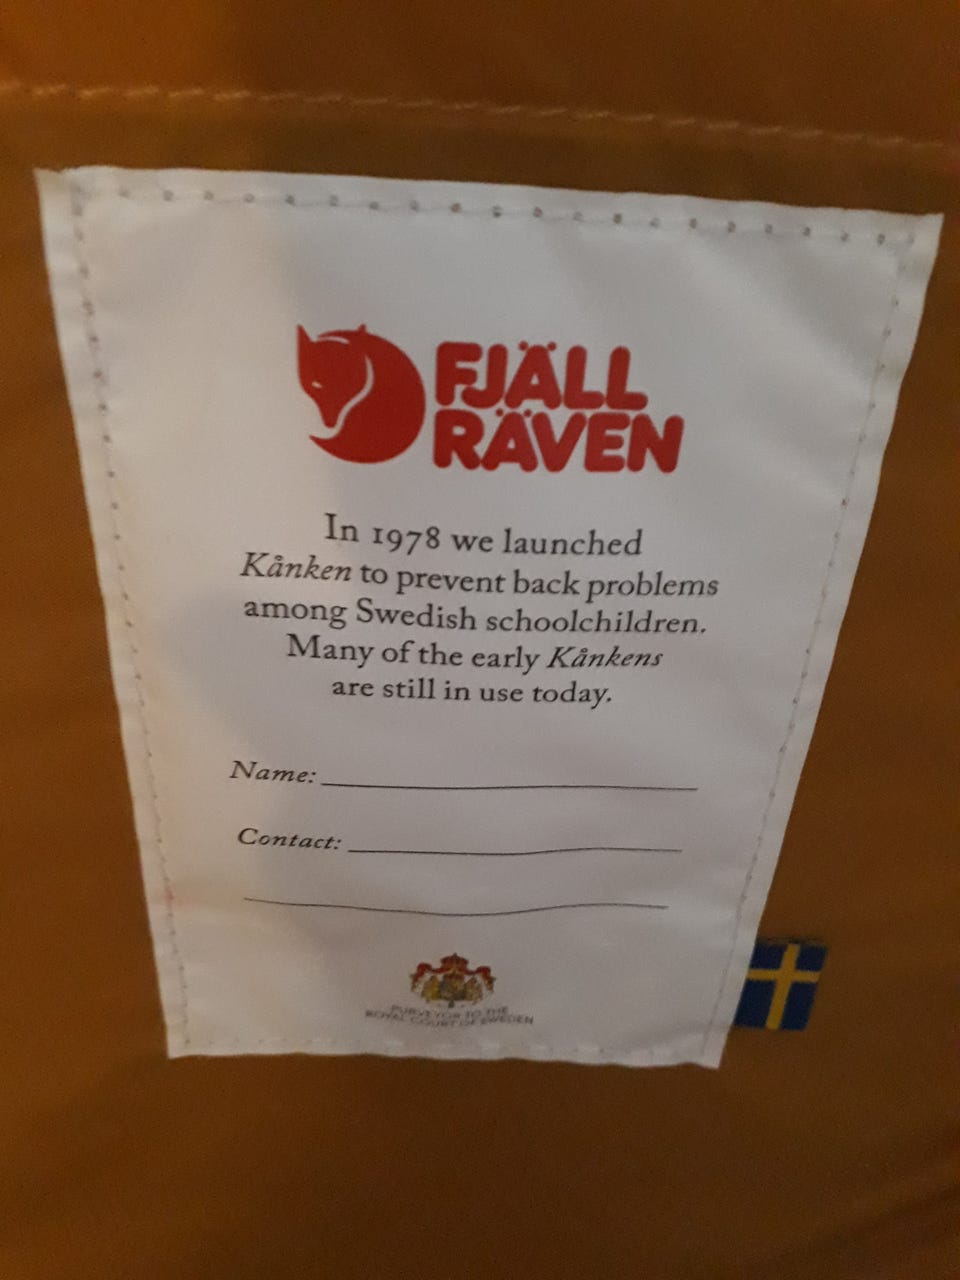 FJÄLL
RÄVEN
In 1978 we launched
Kånken to prevent back problems
among Swedish schoolchildren.
Many of the early Kånkens
are still in use today.
Name:
Contact:
PURVEYOR TO THE
ROYAL COURT OF SWEDEN